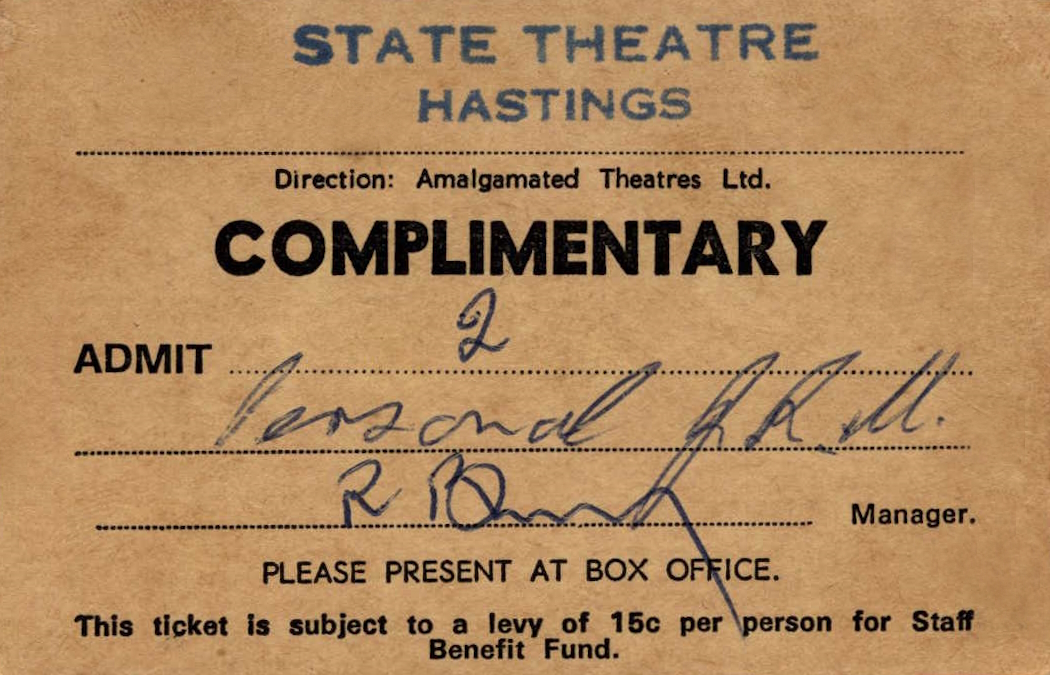 STATE THEATRE
HASTINGS
Direction: Amalgamated Theatres Ltd.
COMPLIMENTARY
2
ADMIT
Personal J.R.M.
R Manager.
PLEASE PRESENT AT BOX OFFICE.
This ticket is subject to a levy of 15c per person for Staff
Benefit Fund.